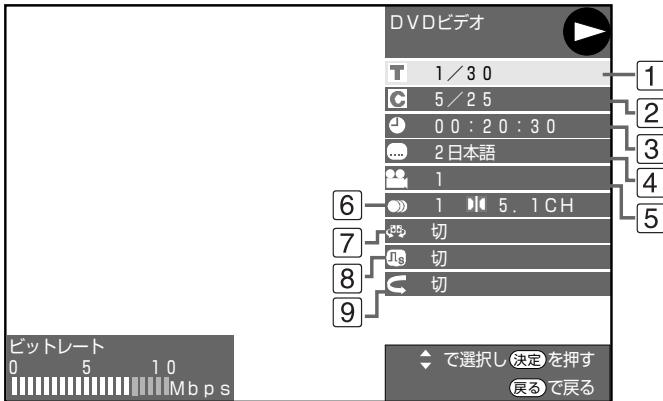 DVDビデオ
T 1/30 1
C 5/25 2
00:20:30 3
.... 2日本語 4
1 5
6 1 5.1CH
7 切
8 S 切
9 切
ビットレート
0 5 10
Mbps
で選択し 決定 を押す
戻る で戻る